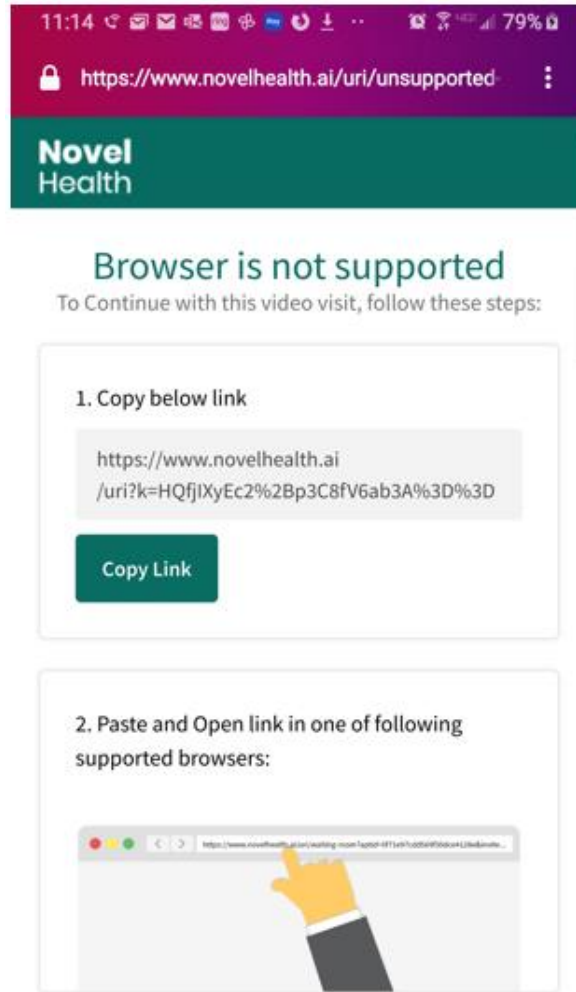 11:14 79%
https://www.novelhealth.ai/uri/unsupported-
Novel
Health
Browser is not supported
To Continue with this video visit, follow these steps:
1. Copy below link
https://www.novelhealth.ai
/uri?k=HQfjIXyEc2%2Bp3C8fV6ab3A%3D%3D
Copy Link
2. Paste and Open link in one of following
supported browsers: